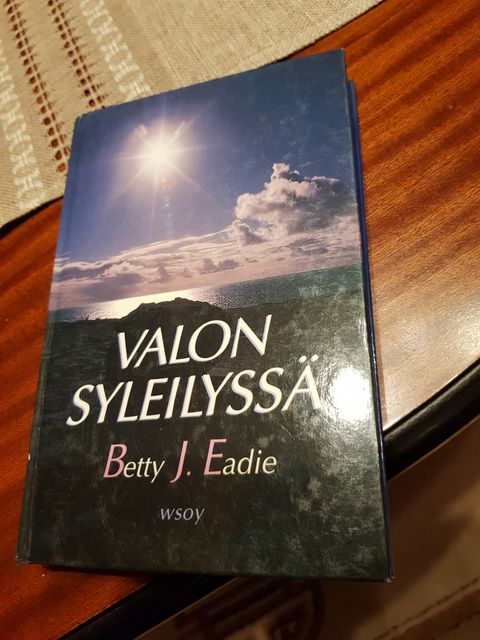 VALON
SYLEILYSSÄ
Betty J. Eadie
wsoy